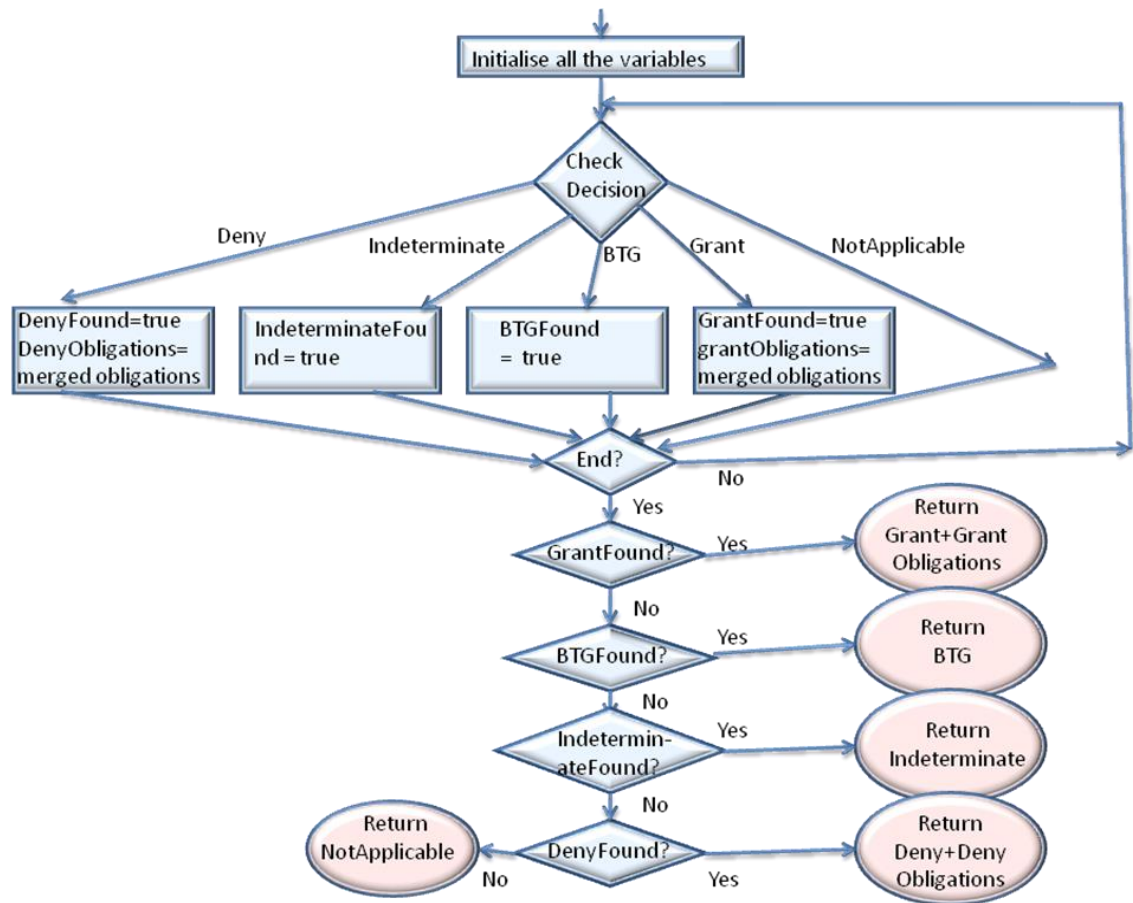 Initialise all the variables
Check
Decision
Deny
Indeterminate
BTG
Grant
NotApplicable
DenyFound=true
DenyObligations=
merged obligations
IndeterminateFou
nd = true
BTGFound
= true
GrantFound=true
grantObligations=
merged obligations
End?
No
Yes
GrantFound?
Yes
Return
Grant+Grant
Obligations
No
BTGFound?
Yes
Return
BTG
No
Indetermin-
ateFound?
Yes
Return
Indeterminate
No
Return
NotApplicable
No
DenyFound?
Yes
Return
Deny+Deny
Obligations